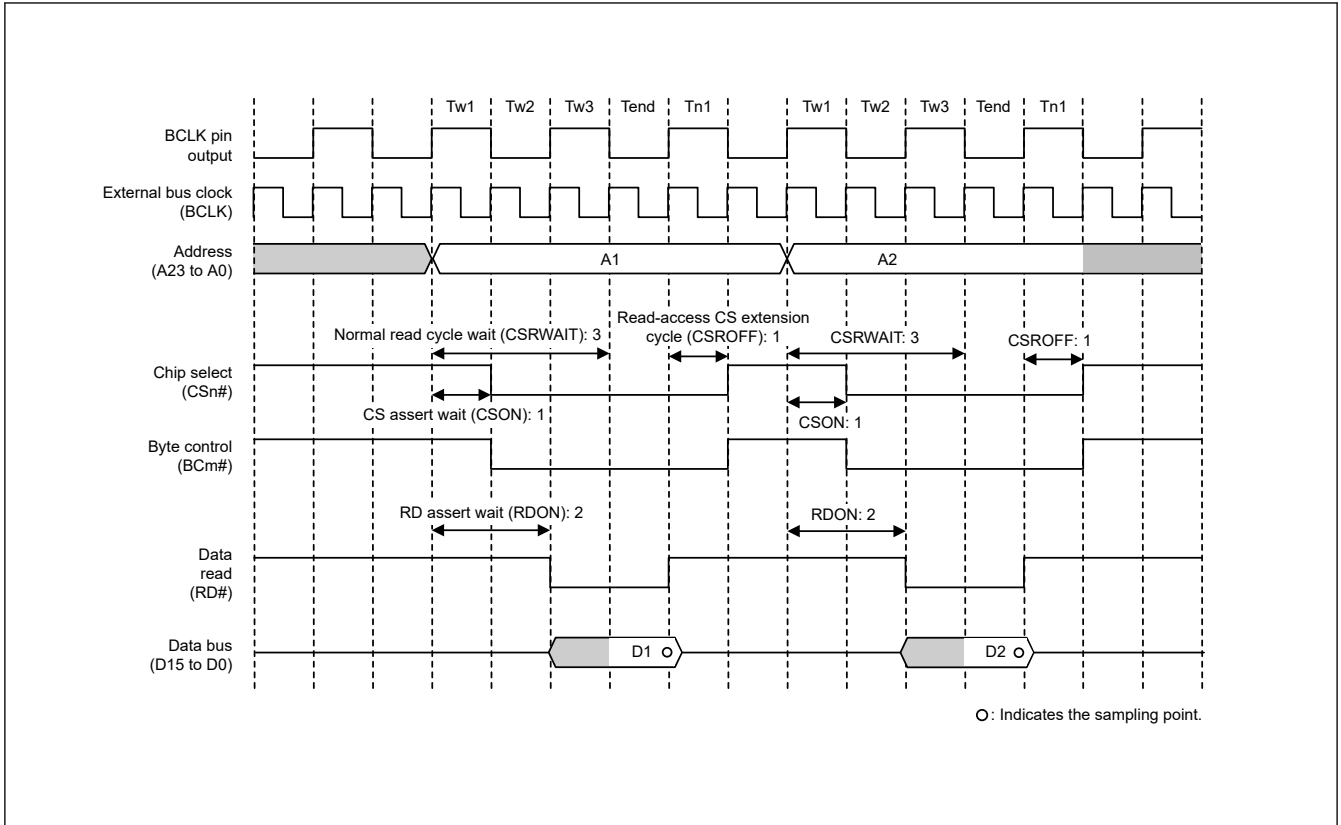 Tw1 Tw2 Tw3 Tend Tn1 Tw1 Tw2 Tw3 Tend Tn1
BCLK pin
output
External bus clock
(BCLK)
Address
(A23 to A0)
A1 A2
Normal read cycle wait (CSRWAIT): 3
Read-access CS extension
cycle (CSROFF): 1
CSRWAIT: 3
CSROFF: 1
Chip select
(CSn#)
CS assert wait (CSON): 1
CSON: 1
Byte control
(BCm#)
RD assert wait (RDON): 2
RDON: 2
Data
read
(RD#)
Data bus
(D15 to D0)
D1 D2
: Indicates the sampling point.